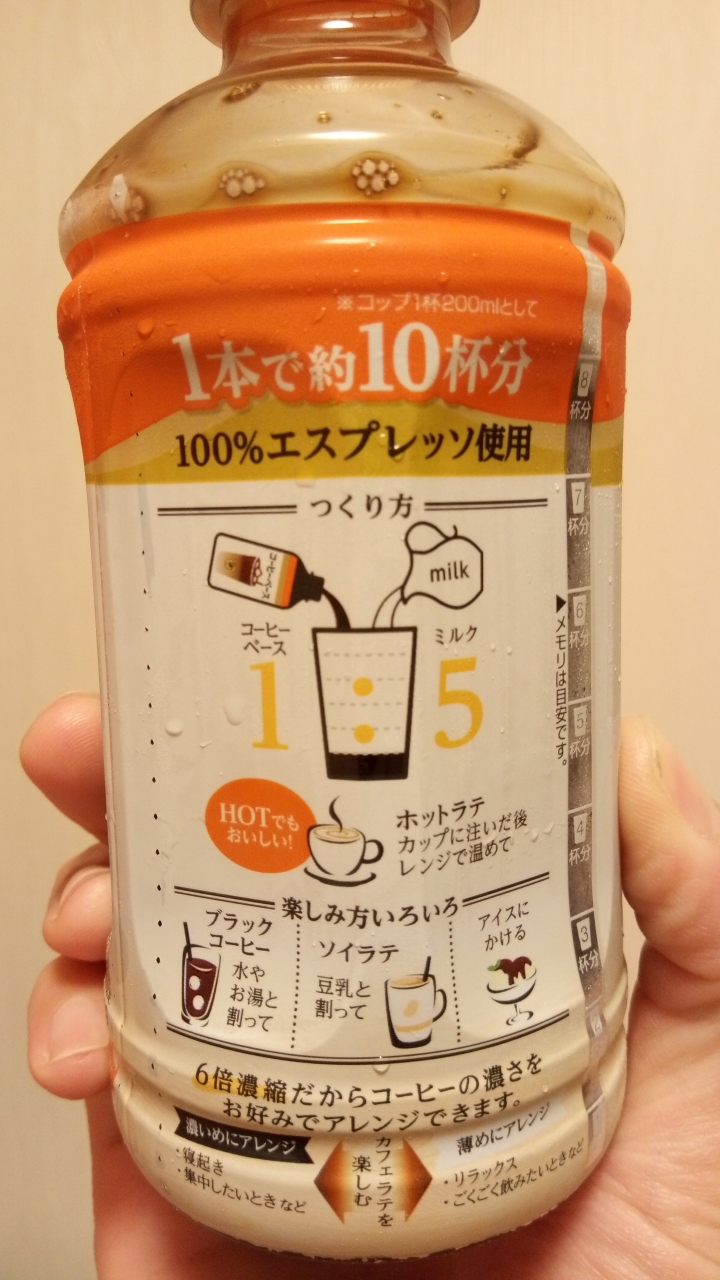 ※コップ1杯200mlとして
1本で約10杯分
100%エスプレッソ使用
つくり方
milk
コーヒー
ベース
ミルク
1:5
HOTでも
おいしい!
ホットラテ
カップに注いだ後
レンジで温めて
楽しみ方いろいろ
ブラック
コーヒー
水や
お湯と
割って
ソイラテ
豆乳と
割って
アイスに
かける
6倍濃縮だからコーヒーの濃さを
お好みでアレンジできます。
濃いめにアレンジ
・寝起き
・集中したいときなど
カフェラテを
楽しむ
薄めにアレンジ
・リラックス
・ごくごく飲みたいときなど
8
杯分
7
杯分
6
杯分
5
杯分
4
杯分
3
杯分
▶メモリは目安です。